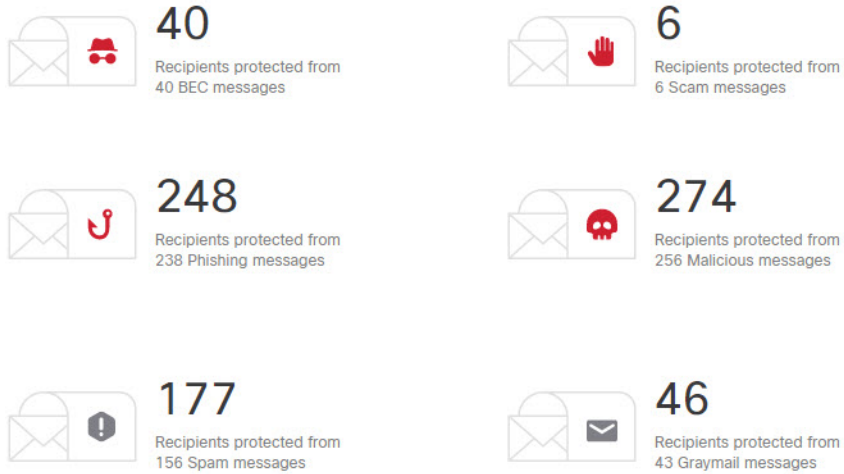 40
Recipients protected from
40 BEC messages
6
Recipients protected from
6 Scam messages
248
Recipients protected from
238 Phishing messages
274
Recipients protected from
256 Malicious messages
177
Recipients protected from
156 Spam messages
46
Recipients protected from
43 Graymail messages